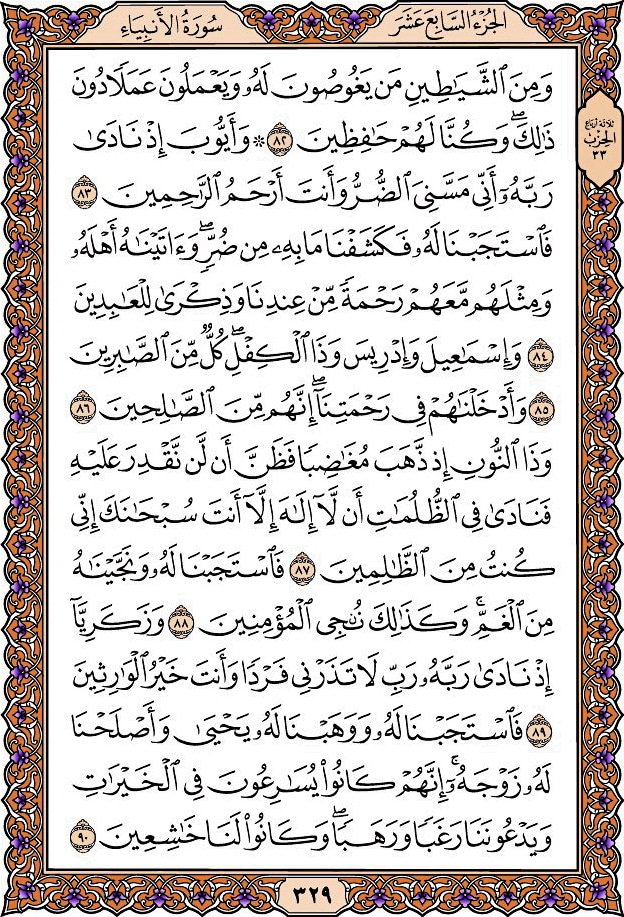 الجُزْءُ السَّابِعَ عَشَرَ
سُورَةُ الأَنبِيَاءِ
وَمِنَ ٱلشَّيَٰطِينِ مَن يَغُوصُونَ لَهُۥ وَيَعۡمَلُونَ عَمَلٗا دُونَ
ذَٰلِكَۖ وَكُنَّا لَهُمۡ حَٰفِظِينَ ٨٢ ۞ وَأَيُّوبَ إِذۡ نَادَىٰ
رَبَّهُۥٓ أَنِّي مَسَّنِيَ ٱلضُّرُّ وَأَنتَ أَرۡحَمُ ٱلرَّٰحِمِينَ ٨٣
فَٱسۡتَجَبۡنَا لَهُۥ فَكَشَفۡنَا مَا بِهِۦ مِن ضُرّٖۖ وَءَاتَيۡنَٰهُ أَهۡلَهُۥ
وَمِثۡلَهُم مَّعَهُمۡ رَحۡمَةٗ مِّنۡ عِندِنَا وَذِكۡرَىٰ لِلۡعَٰبِدِينَ
٨٤ وَإِسۡمَٰعِيلَ وَإِدۡرِيسَ وَذَا ٱلۡكِفۡلِۖ كُلّٞ مِّنَ ٱلصَّٰبِرِينَ
٨٥ وَأَدۡخَلۡنَٰهُمۡ فِي رَحۡمَتِنَآۖ إِنَّهُم مِّنَ ٱلصَّٰلِحِينَ ٨٦
وَذَا ٱلنُّونِ إِذ ذَّهَبَ مُغَٰضِبٗا فَظَنَّ أَن لَّن نَّقۡدِرَ عَلَيۡهِ
فَنَادَىٰ فِي ٱلظُّلُمَٰتِ أَن لَّآ إِلَٰهَ إِلَّآ أَنتَ سُبۡحَٰنَكَ إِنِّي
كُنتُ مِنَ ٱلظَّٰلِمِينَ ٨٧ فَٱسۡتَجَبۡنَا لَهُۥ وَنَجَّيۡنَٰهُ
مِنَ ٱلۡغَمِّۚ وَكَذَٰلِكَ نُـۨجِي ٱلۡمُؤۡمِنِينَ ٨٨ وَزَكَرِيَّآ
إِذۡ نَادَىٰ رَبَّهُۥ رَبِّ لَا تَذَرۡنِي فَرۡدٗا وَأَنتَ خَيۡرُ ٱلۡوَٰرِثِينَ
٨٩ فَٱسۡتَجَبۡنَا لَهُۥ وَوَهَبۡنَا لَهُۥ يَحۡيَىٰ وَأَصۡلَحۡنَا
لَهُۥ زَوۡجَهُۥٓۚ إِنَّهُمۡ كَانُواْ يُسَٰرِعُونَ فِي ٱلۡخَيۡرَٰتِ
وَيَدۡعُونَنَا رَغَبٗا وَرَهَبٗاۖ وَكَانُواْ لَنَا خَٰشِعِينَ ٩٠
ثلاثة أرباع
الحزب
٣٣
٣٢٩